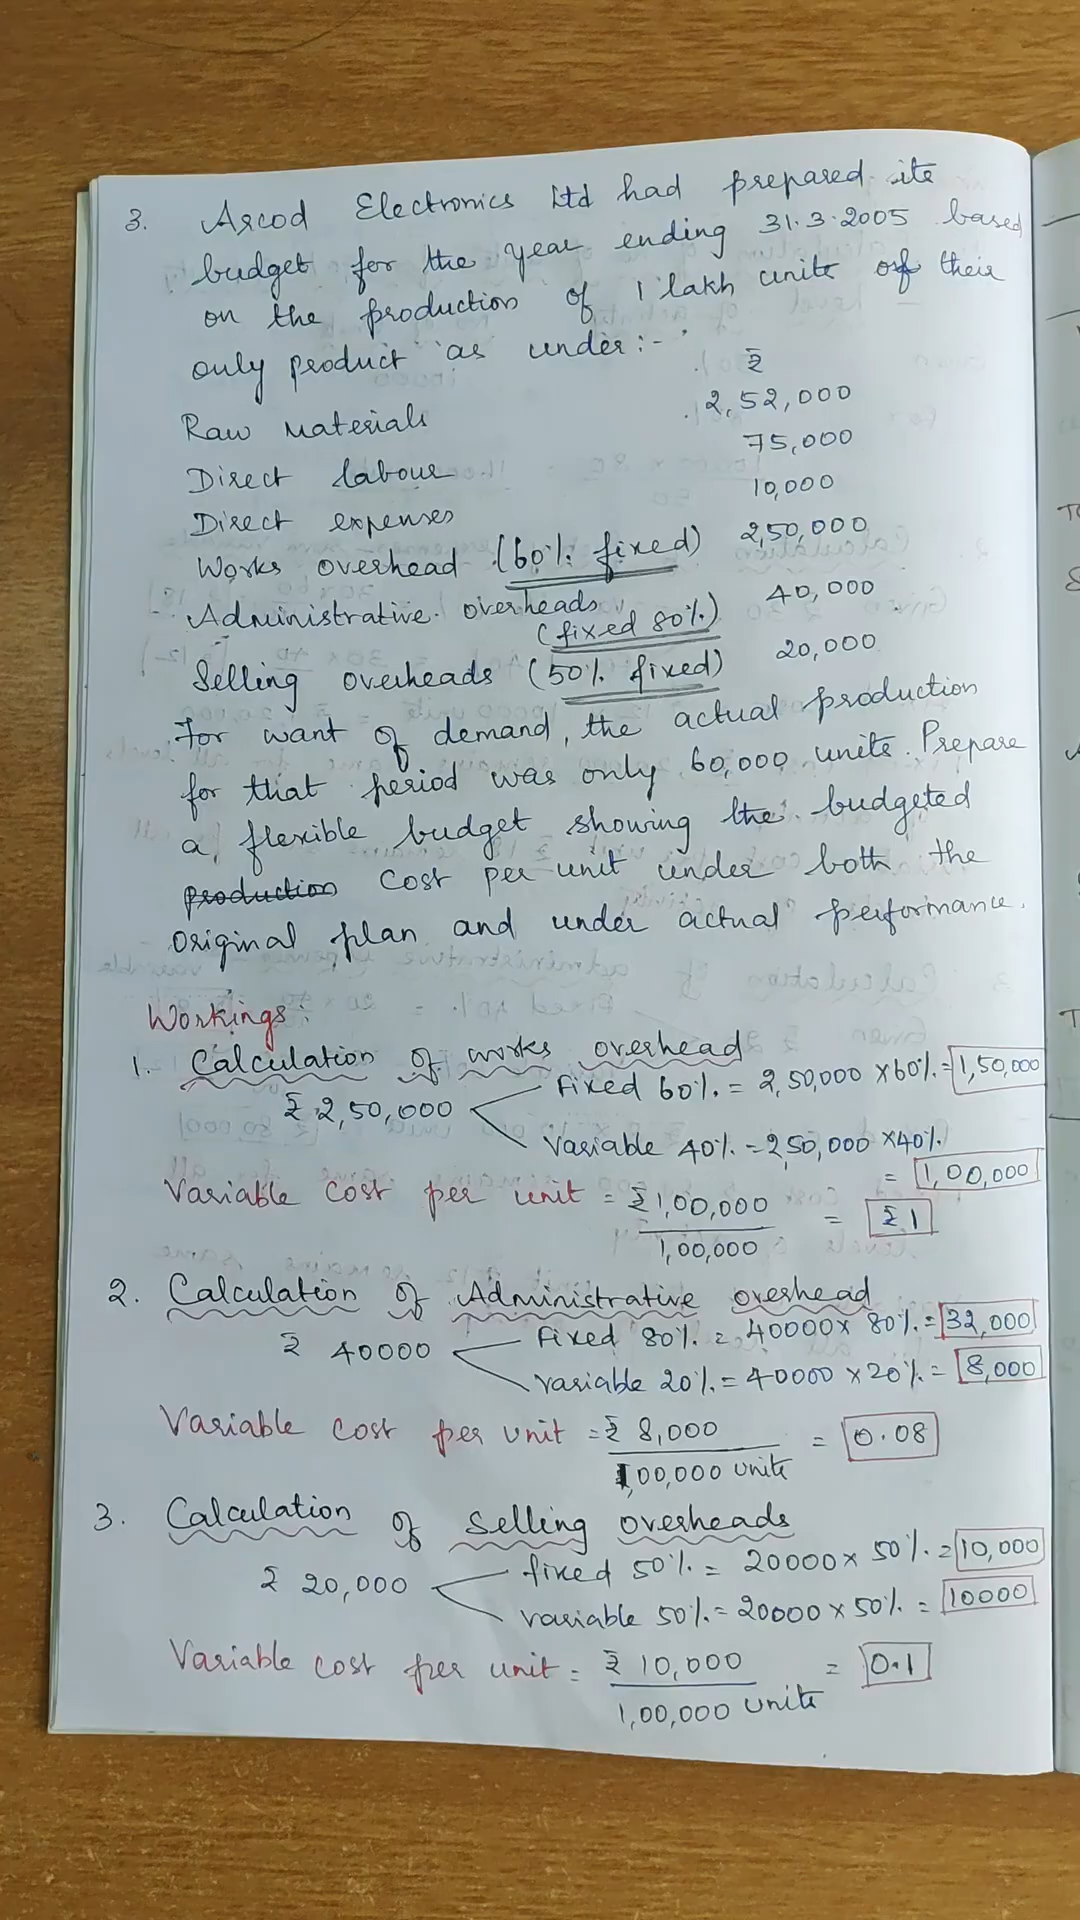 3. Arcod Electronics Ltd had prepared its
budget for the year ending 31.3.2005 based
on the production of 1 lakh units of their
only product as under:-
₹
Raw Materials 2,52,000
Direct labour 75,000
Direct expenses 10,000
Works overhead (60% fixed) 2,50,000
Administrative overheads (fixed 80%) 40,000
Selling overheads (50% fixed) 20,000
For want of demand, the actual production
for that period was only 60,000 units. Prepare
a flexible budget showing the budgeted
production cost per unit under both the
original plan and under actual performance.
Workings:
1. Calculation of works overhead
₹ 2,50,000
Fixed 60% = 2,50,000 × 60% = 1,50,000
Variable 40% = 2,50,000 × 40%
= 1,00,000
Variable cost per unit = ₹ 1,00,000 / 1,00,000 = ₹ 1
2. Calculation of Administrative overhead
₹ 40000
Fixed 80% = 40000 × 80% = 32,000
Variable 20% = 40000 × 20% = 8,000
Variable cost per unit = ₹ 8,000 / 1,00,000 units = 0.08
3. Calculation of Selling overheads
₹ 20,000
fixed 50% = 20000 × 50% = 10,000
variable 50% = 20000 × 50% = 10000
Variable cost per unit = ₹ 10,000 / 1,00,000 units = 0.1